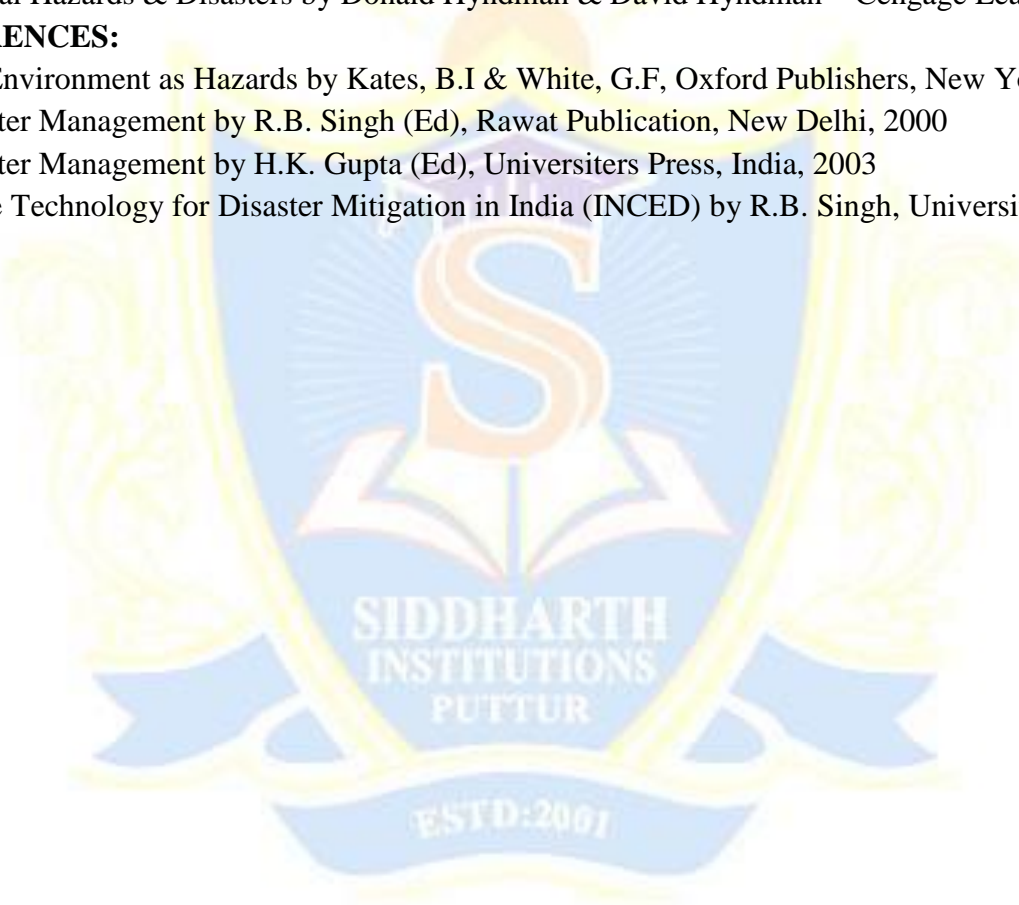 al Hazards & Disasters by Donald Hyndman & David Hyndman – Cengage Lea
RENCES:
Environment as Hazards by Kates, B.I & White, G.F, Oxford Publishers, New Yo
ter Management by R.B. Singh (Ed), Rawat Publication, New Delhi, 2000
ter Management by H.K. Gupta (Ed), Universiters Press, India, 2003
e Technology for Disaster Mitigation in India (INCED) by R.B. Singh, Universi
S
SIDDHARTH
INSTITUTIONS
PUTTUR
ESTD:2001